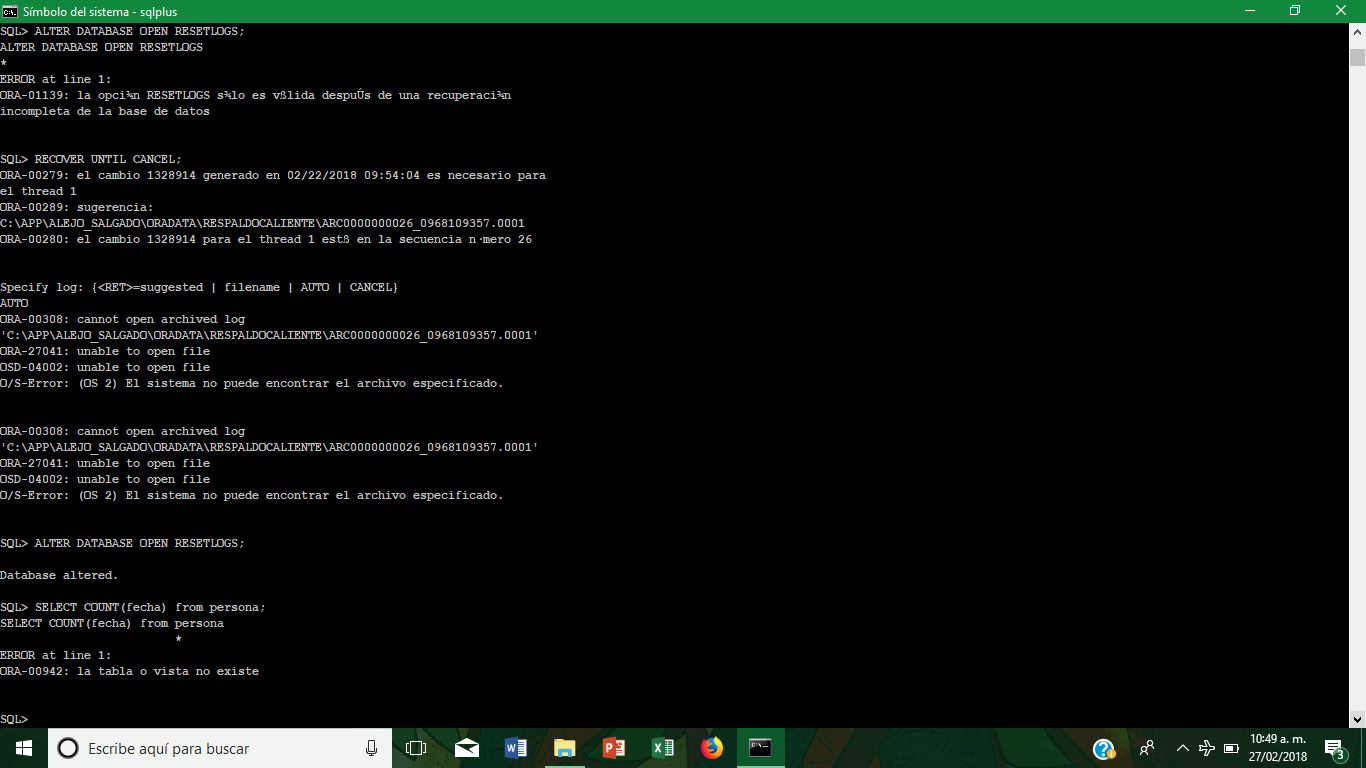 Símbolo del sistema - sqlplus
SQL> ALTER DATABASE OPEN RESETLOGS;
ALTER DATABASE OPEN RESETLOGS
*
ERROR at line 1:
ORA-01139: la opci¾n RESETLOGS s¾lo es vßlida despuÚs de una recuperaci¾n
incompleta de la base de datos
SQL> RECOVER UNTIL CANCEL;
ORA-00279: el cambio 1328914 generado en 02/22/2018 09:54:04 es necesario para
el thread 1
ORA-00289: sugerencia:
C:\APP\ALEJO_SALGADO\ORADATA\RESPALDOCALIENTE\ARC0000000026_0968109357.0001
ORA-00280: el cambio 1328914 para el thread 1 estß en la secuencia n·mero 26
Specify log: {<RET>=suggested | filename | AUTO | CANCEL}
AUTO
ORA-00308: cannot open archived log
'C:\APP\ALEJO_SALGADO\ORADATA\RESPALDOCALIENTE\ARC0000000026_0968109357.0001'
ORA-27041: unable to open file
OSD-04002: unable to open file
O/S-Error: (OS 2) El sistema no puede encontrar el archivo especificado.
ORA-00308: cannot open archived log
'C:\APP\ALEJO_SALGADO\ORADATA\RESPALDOCALIENTE\ARC0000000026_0968109357.0001'
ORA-27041: unable to open file
OSD-04002: unable to open file
O/S-Error: (OS 2) El sistema no puede encontrar el archivo especificado.
SQL> ALTER DATABASE OPEN RESETLOGS;
Database altered.
SQL> SELECT COUNT(fecha) from persona;
SELECT COUNT(fecha) from persona
*
ERROR at line 1:
ORA-00942: la tabla o vista no existe
SQL>
Escribe aquí para buscar
10:49 a. m.
27/02/2018
3